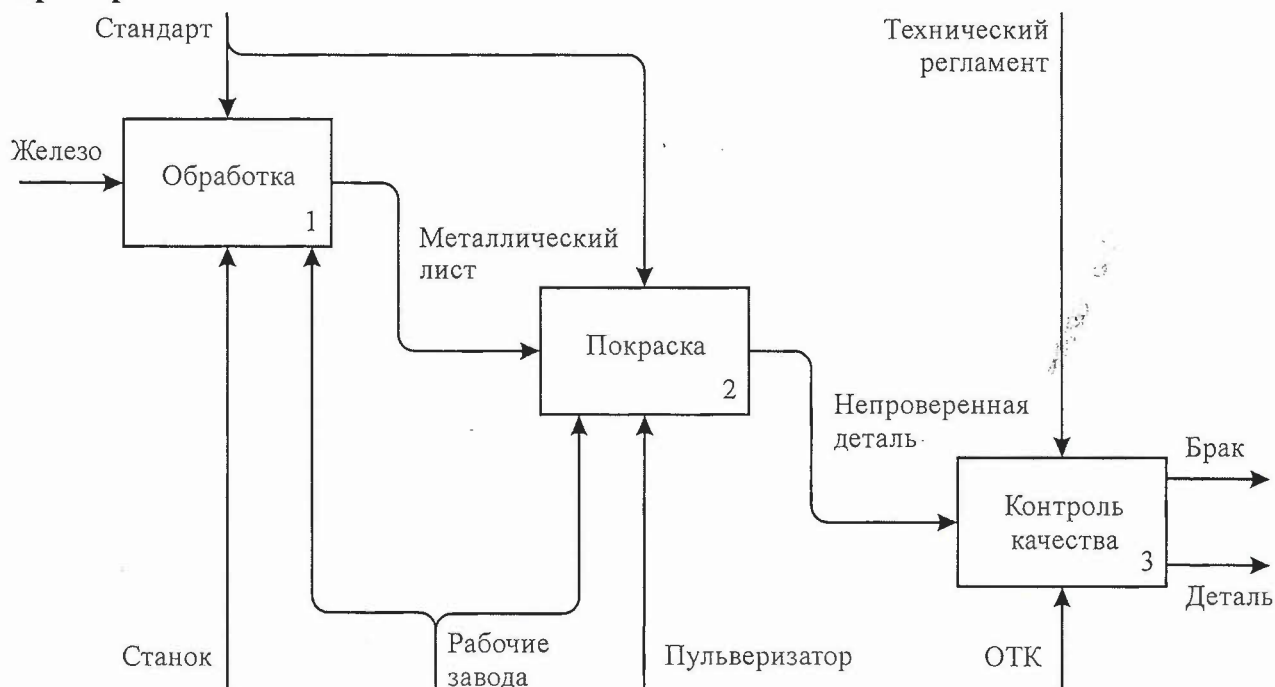 Стандарт
Технический
регламент
Железо
Обработка
1
Металлический
лист
Покраска
2
Непроверенная
деталь
Брак
Контроль
качества
3
Деталь
Станок
Рабочие
завода
Пульверизатор
ОТК